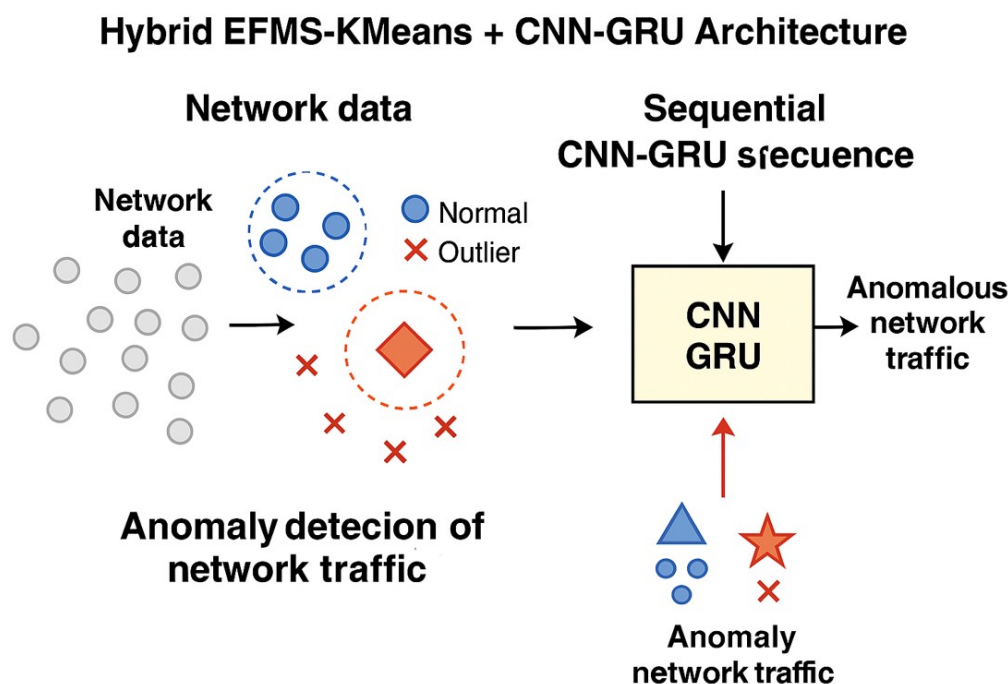 Hybrid EFMS-KMeans + CNN-GRU Architecture
Network data
Sequential
CNN-GRU sſecuence
Network
data
Normal
Outlier
CNN
GRU
Anomalous
network
traffic
Anomaly detecion of
network traffic
Anomaly
network traffic